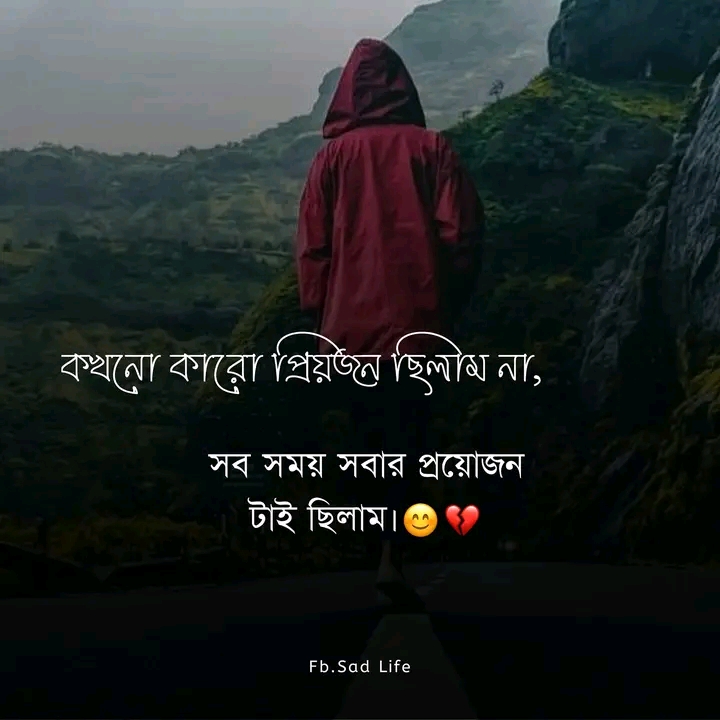 কখনো কারো প্রিয়জন ছিলাম না,
সব সময় সবার প্রয়োজন
টাই ছিলাম।😊💔
Fb.Sad Life